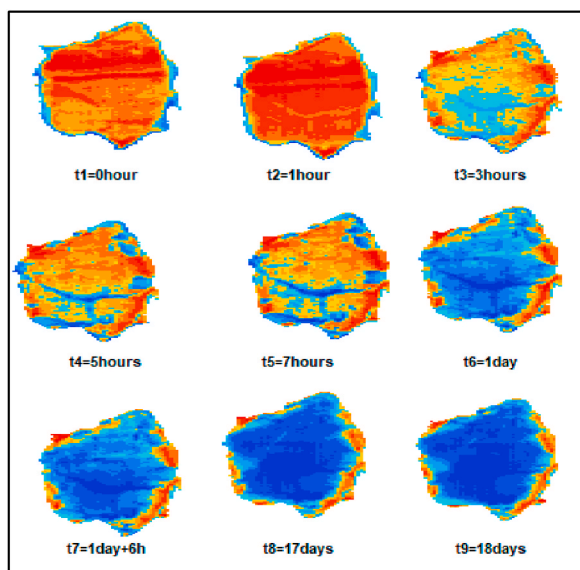 t1=0hour
t2=1hour
t3=3hours
t4=5hours
t5=7hours
t6=1day
t7=1day+6h
t8=17days
t9=18days